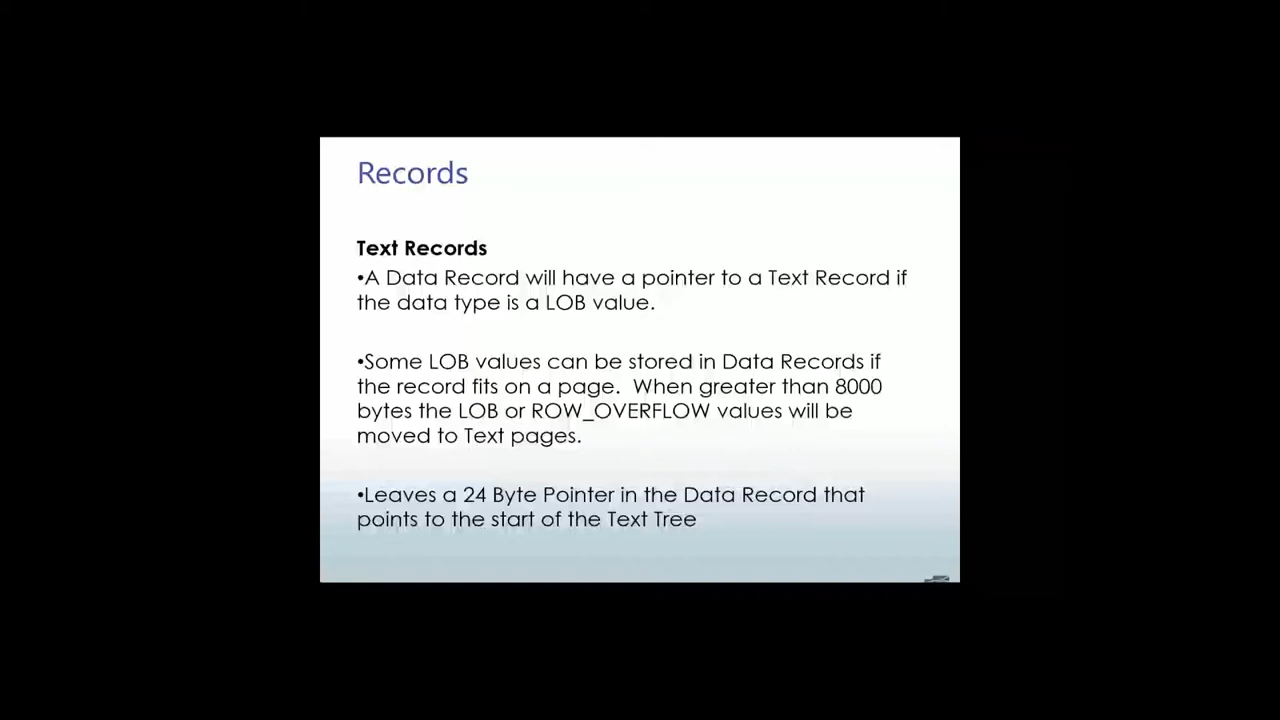 Records
Text Records
•A Data Record will have a pointer to a Text Record if
the data type is a LOB value.
•Some LOB values can be stored in Data Records if
the record fits on a page.  When greater than 8000
bytes the LOB or ROW_OVERFLOW values will be
moved to Text pages.
•Leaves a 24 Byte Pointer in the Data Record that
points to the start of the Text Tree